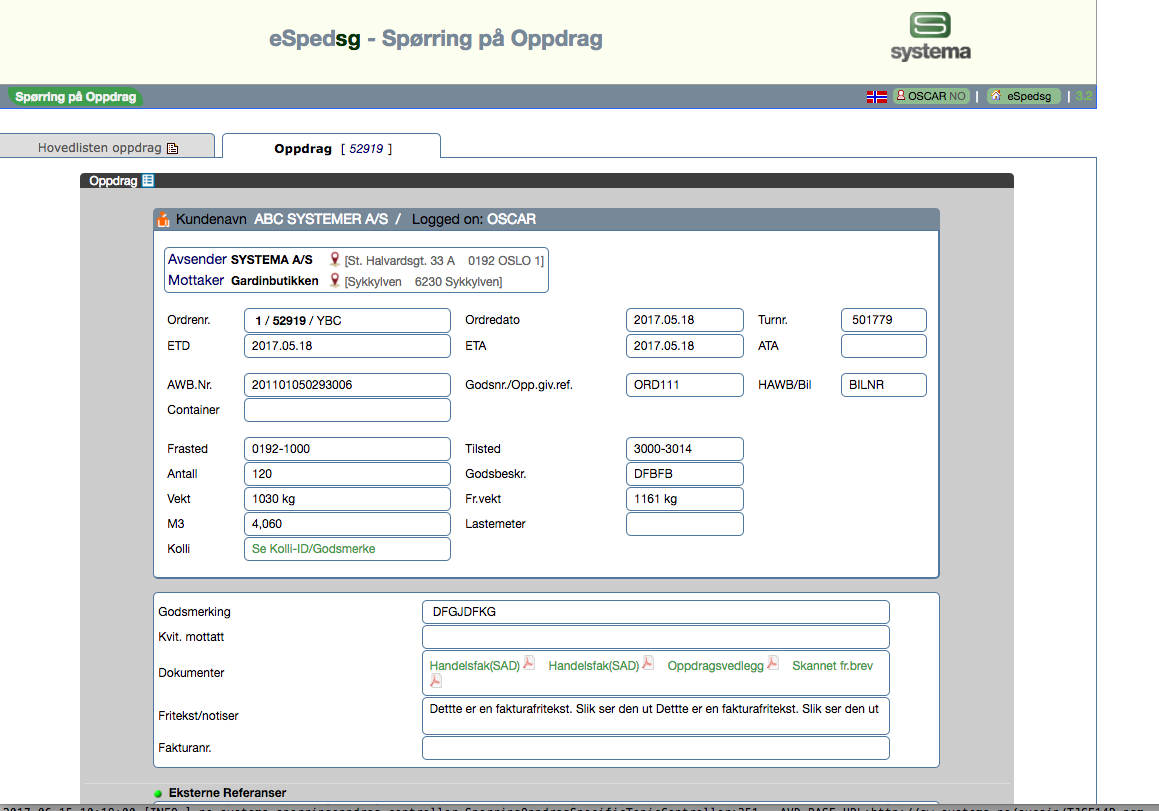 eSpedsg - Spørring på Oppdrag
systema
Spørring på Oppdrag
OSCAR NO | eSpedsg | 3.2
Hovedlisten oppdrag
Oppdrag [ 52919 ]
Oppdrag
Kundenavn ABC SYSTEMER A/S / Logged on: OSCAR
Avsender SYSTEMA A/S [St. Halvardsgt. 33 A 0192 OSLO 1]
Mottaker Gardinbutikken [Sykkylven 6230 Sykkylven]
Ordrenr. 1 / 52919 / YBC Ordredato 2017.05.18 Turnr. 501779
ETD 2017.05.18 ETA 2017.05.18 ATA
AWB.Nr. 201101050293006 Godsnr./Opp.giv.ref. ORD111 HAWB/Bil BILNR
Container
Frasted 0192-1000 Tilsted 3000-3014
Antall 120 Godsbeskr. DFBFB
Vekt 1030 kg Fr.vekt 1161 kg
M3 4,060 Lastemeter
Kolli Se Kolli-ID/Godsmerke
Godsmerking DFGJDFKG
Kvit. mottatt
Dokumenter Handelsfak(SAD) Handelsfak(SAD) Oppdragsvedlegg Skannet fr.brev
Fritekst/notiser Dettte er en fakturafritekst. Slik ser den ut Dettte er en fakturafritekst. Slik ser den ut
Fakturanr.
Eksterne Referanser